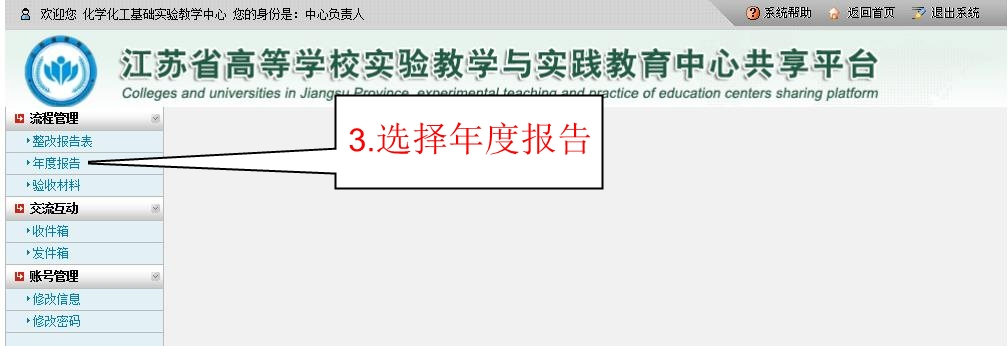 欢迎您 化学化工基础实验教学中心 您的身份是：中心负责人
系统帮助 返回首页 退出系统
江苏省高等学校实验教学与实践教育中心共享平台
Colleges and universities in Jiangsu Province, experimental teaching and practice of education centers sharing platform
流程管理
整改报告表
年度报告
验收材料
交流互动
收件箱
发件箱
账号管理
修改信息
修改密码
3.选择年度报告